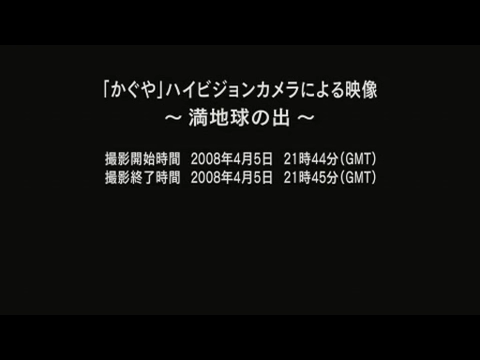 「かぐや」ハイビジョンカメラによる映像
～ 満地球の出 ～
撮影開始時間 2008年4月5日 21時44分(GMT)
撮影終了時間 2008年4月5日 21時45分(GMT)